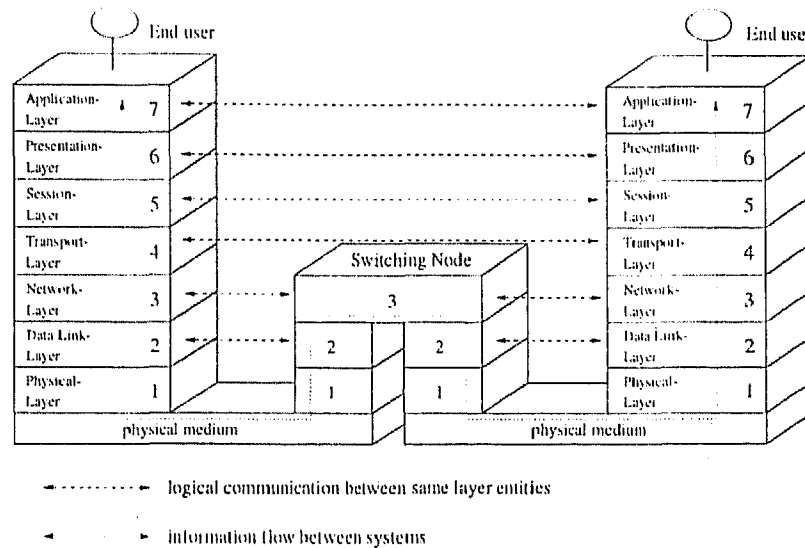 End user
End user
Application-
Layer
7
Application-
Layer
7
Presentation-
Layer
6
Presentation-
Layer
6
Session-
Layer
5
Session-
Layer
5
Transport-
Layer
4
Transport-
Layer
4
Switching Node
Network-
Layer
3
3
Network-
Layer
3
Data Link-
Layer
2
2
2
Data Link-
Layer
2
Physical-
Layer
1
1
1
Physical-
Layer
1
physical medium
physical medium
logical communication between same layer entities
information flow between systems